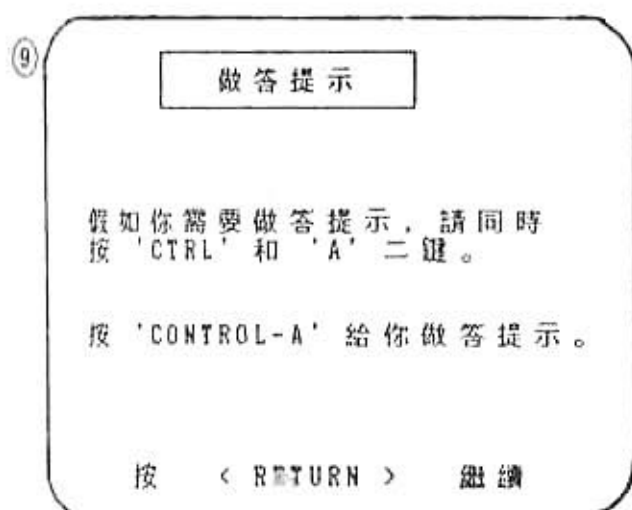 ⑨
做答提示
假如你需要做答提示，請同時
按 'CTRL' 和 'A' 二鍵。
按 'CONTROL-A' 給你做答提示。
按 < RETURN > 繼續